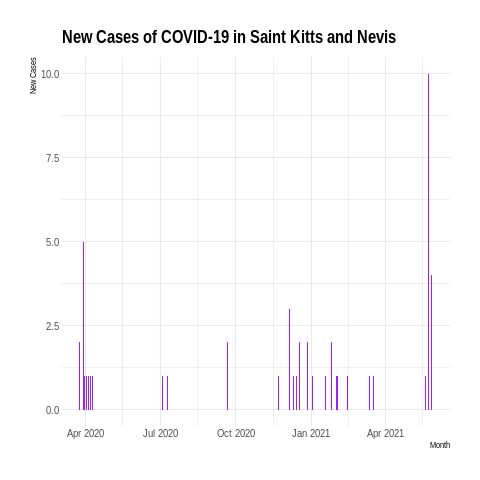 New Cases of COVID-19 in Saint Kitts and Nevis
New Cases
10.0
7.5
5.0
2.5
0.0
Apr 2020 Jul 2020 Oct 2020 Jan 2021 Apr 2021
Month